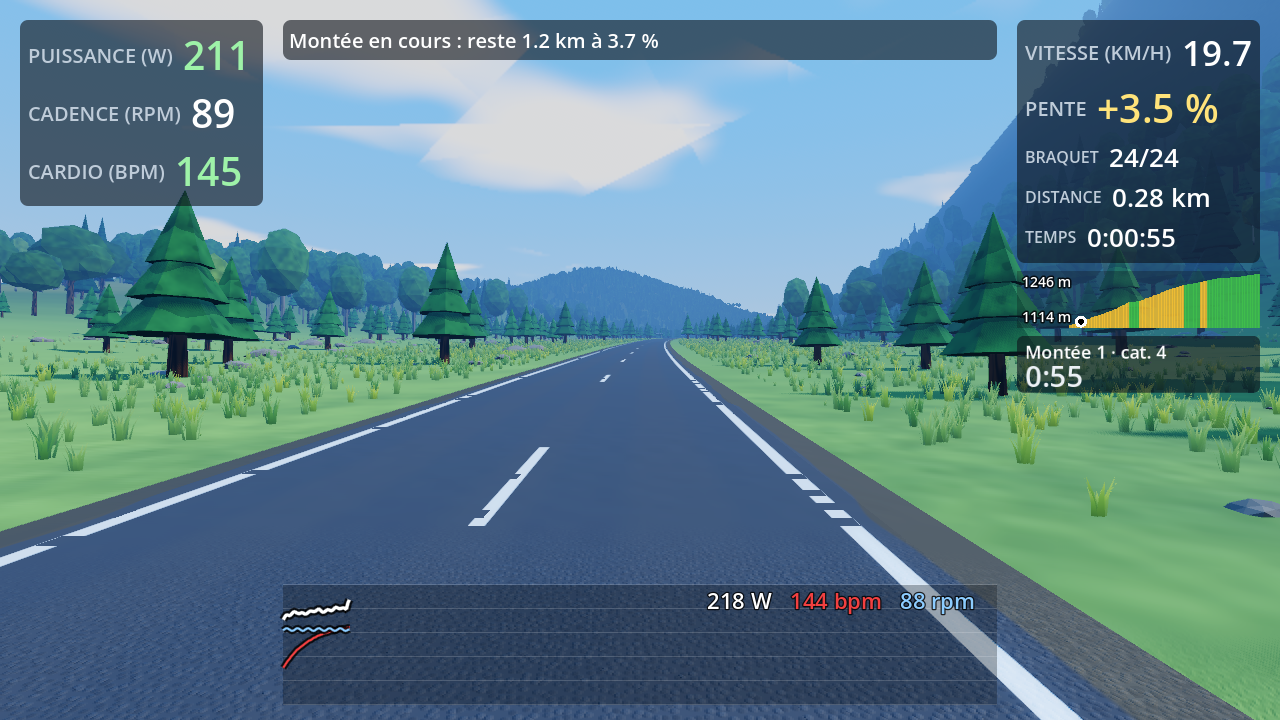 PUISSANCE (W) 211
CADENCE (RPM) 89
CARDIO (BPM) 145
Montée en cours : reste 1.2 km à 3.7 %
VITESSE (KM/H) 19.7
PENTE +3.5 %
BRAQUET 24/24
DISTANCE 0.28 km
TEMPS 0:00:55
1246 m
1114 m
Montée 1 · cat. 4
0:55
218 W 144 bpm 88 rpm